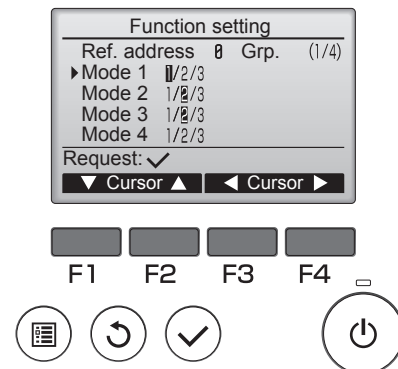 Function setting
Ref. address 0 Grp. (1/4)
▶Mode 1 1/2/3
Mode 2 1/2/3
Mode 3 1/2/3
Mode 4 1/2/3
Request: ✓
▼ Cursor ▲ ◀ Cursor ▶
F1 F2 F3 F4